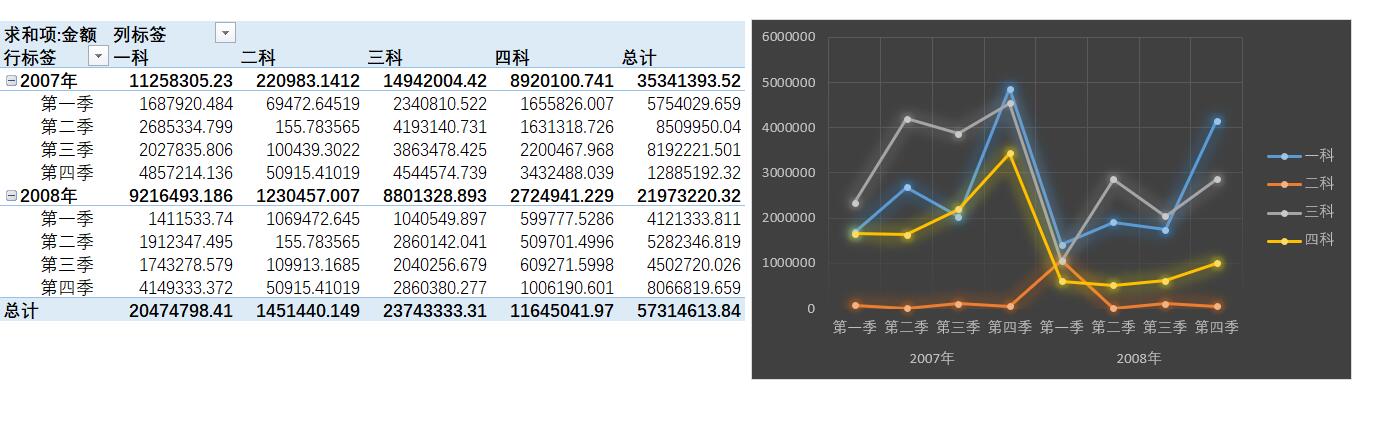 求和项:金额 列标签
行标签 一科 二科 三科 四科 总计
2007年 11258305.23 220983.1412 14942004.42 8920100.741 35341393.52
第一季 1687920.484 69472.64519 2340810.522 1655826.007 5754029.659
第二季 2685334.799 155.783565 4193140.731 1631318.726 8509950.04
第三季 2027835.806 100439.3022 3863478.425 2200467.968 8192221.501
第四季 4857214.136 50915.41019 4544574.739 3432488.039 12885192.32
2008年 9216493.186 1230457.007 8801328.893 2724941.229 21973220.32
第一季 1411533.74 1069472.645 1040549.897 599777.5286 4121333.811
第二季 1912347.495 155.783565 2860142.041 509701.4996 5282346.819
第三季 1743278.579 109913.1685 2040256.679 609271.5998 4502720.026
第四季 4149333.372 50915.41019 2860380.277 1006190.601 8066819.659
总计 20474798.41 1451440.149 23743333.31 11645041.97 57314613.84
6000000
5000000
4000000
3000000
2000000
1000000
0
第一季 第二季 第三季 第四季 第一季 第二季 第三季 第四季
2007年 2008年
一科
二科
三科
四科